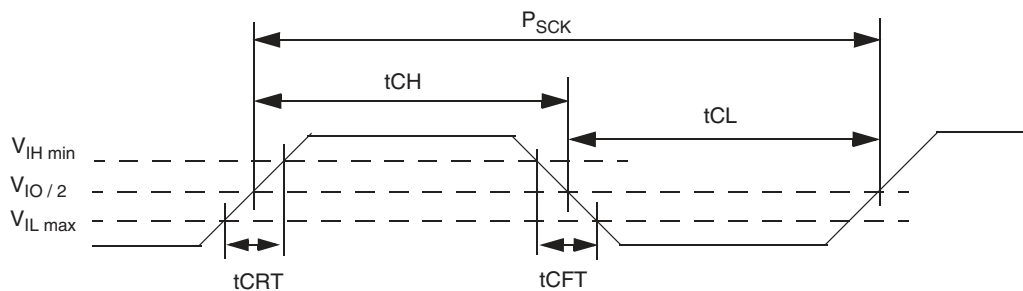 PSCK
tCH
tCL
VIH min
VIO / 2
VIL max
tCRT
tCFT